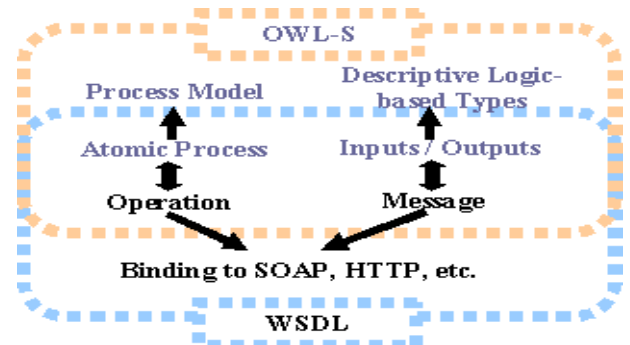 OWL-S
Process Model
Descriptive Logic-
based Types
Atomic Process
Inputs / Outputs
Operation
Message
Binding to SOAP, HTTP, etc.
WSDL